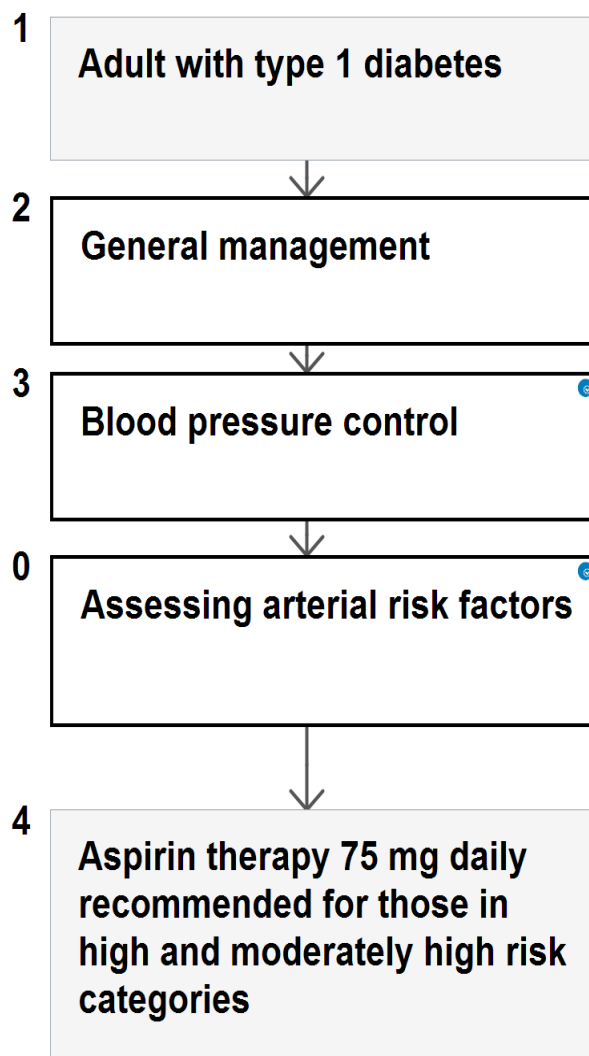 1
Adult with type 1 diabetes
2
General management
3
Blood pressure control
0
Assessing arterial risk factors
4
Aspirin therapy 75 mg daily
recommended for those in
high and moderately high risk
categories